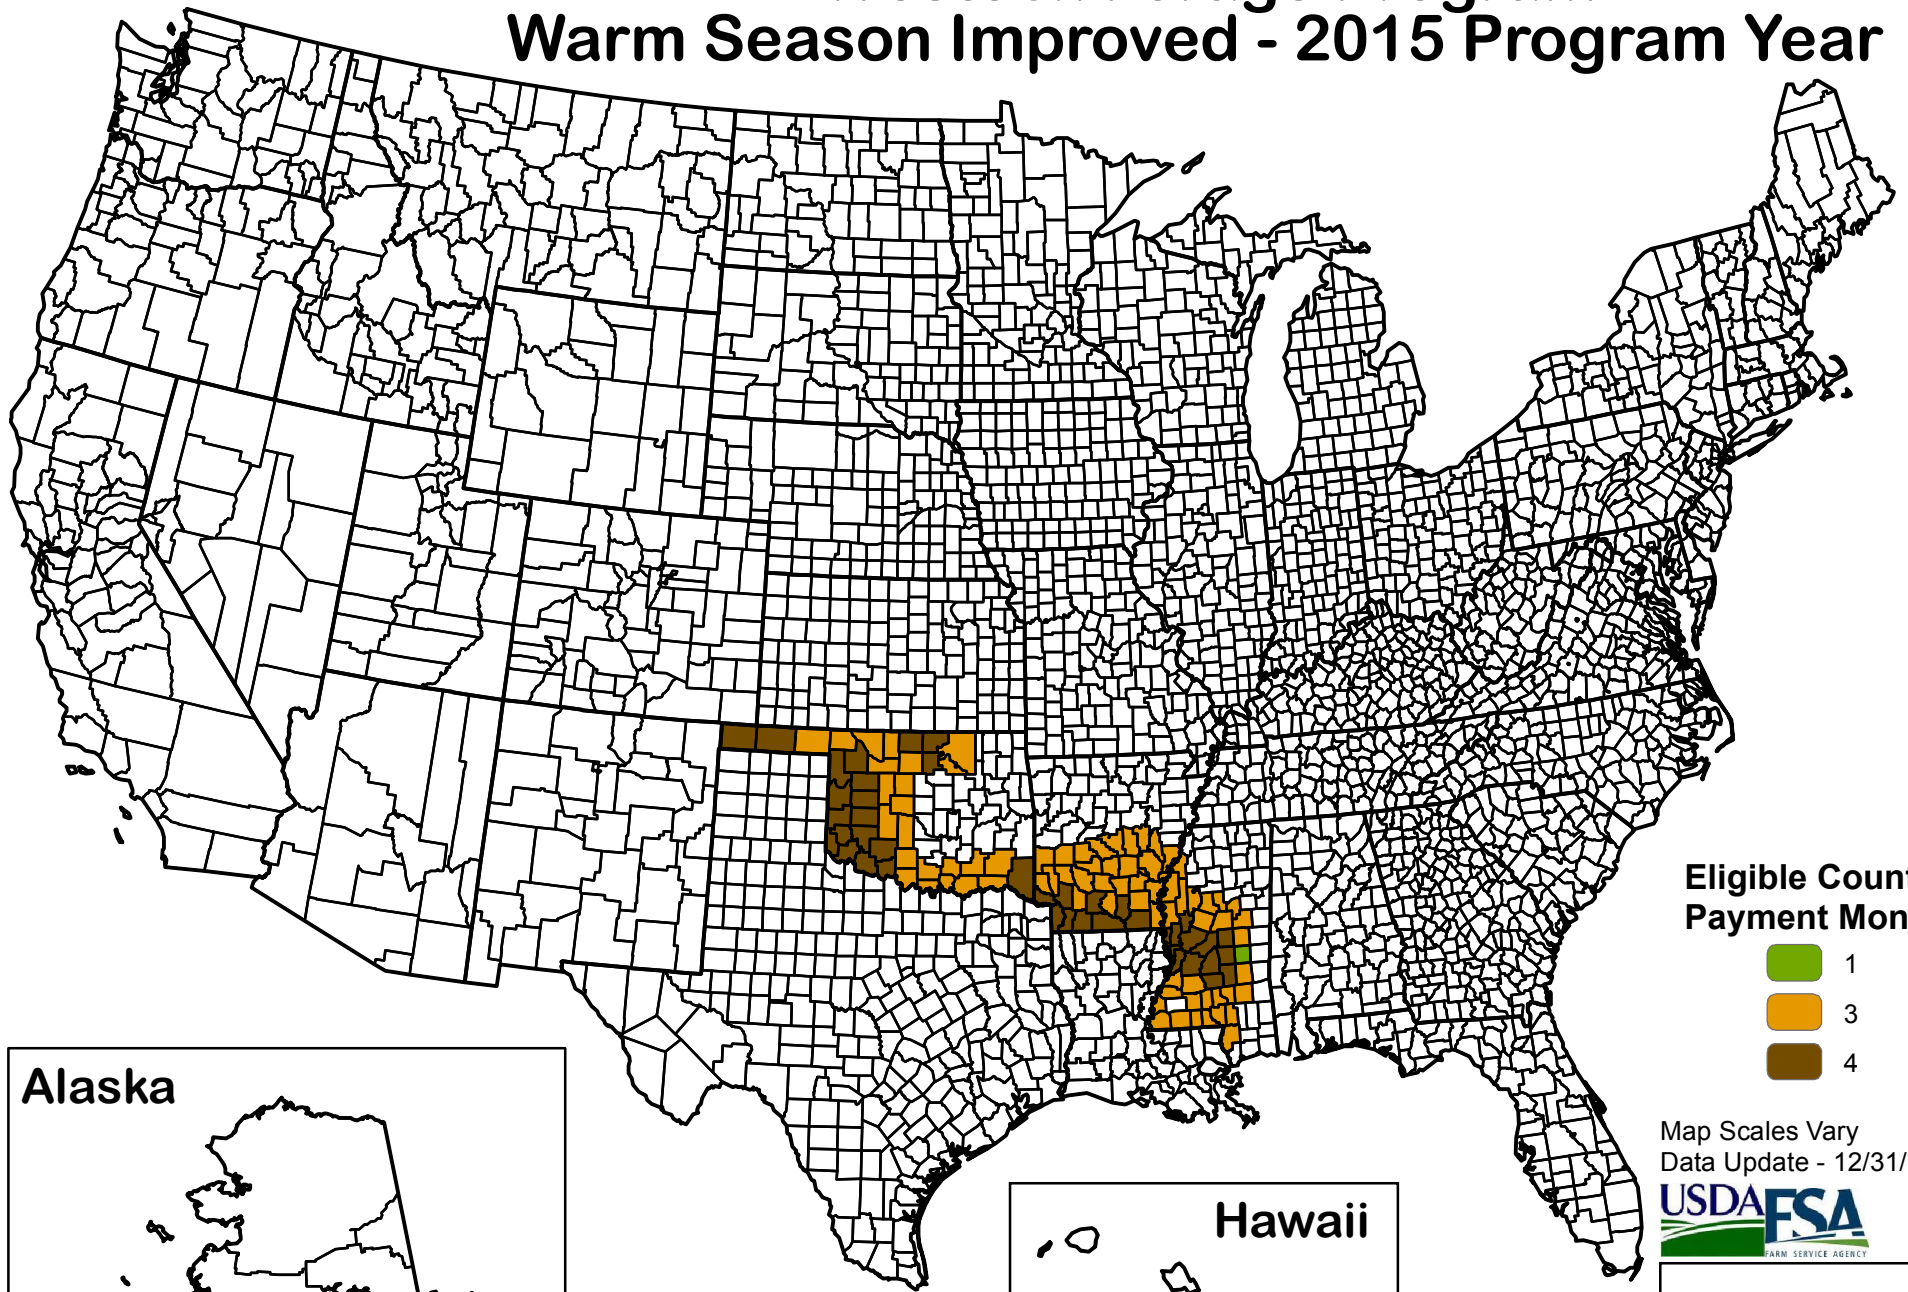 Warm Season Improved - 2015 Program Year
Eligible Count
Payment Mon
1
3
4
Map Scales Vary
Data Update - 12/31/
USDA FSA
FARM SERVICE AGENCY
Alaska
Hawaii